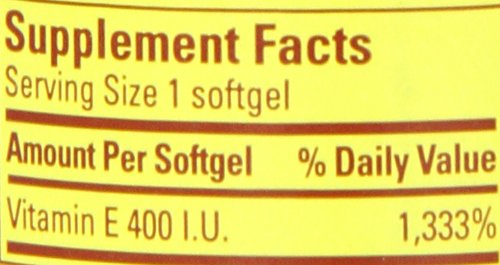 Supplement Facts
Serving Size 1 softgel
Amount Per Softgel % Daily Value
Vitamin E 400 I.U. 1,333%